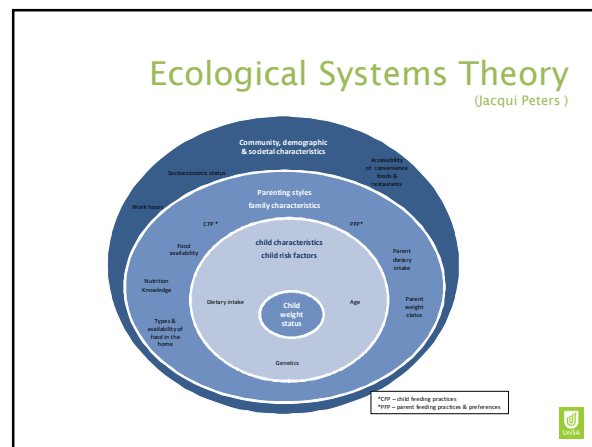 Ecological Systems Theory
(Jacqui Peters )
Community, demographic
& societal characteristics
Socioeconomic status
Accessibility
of convenience
foods &
restaurants
Work hours
Parenting styles
family characteristics
CFP*
PFP*
Food
availability
child characteristics
child risk factors
Parent
dietary
intake
Nutrition
Knowledge
Dietary intake
Child
weight
status
Age
Parent
weight
status
Types &
availability of
food in the
home
Genetics
*CFP – child feeding practices
*PFP – parent feeding practices & preferences
UniSA